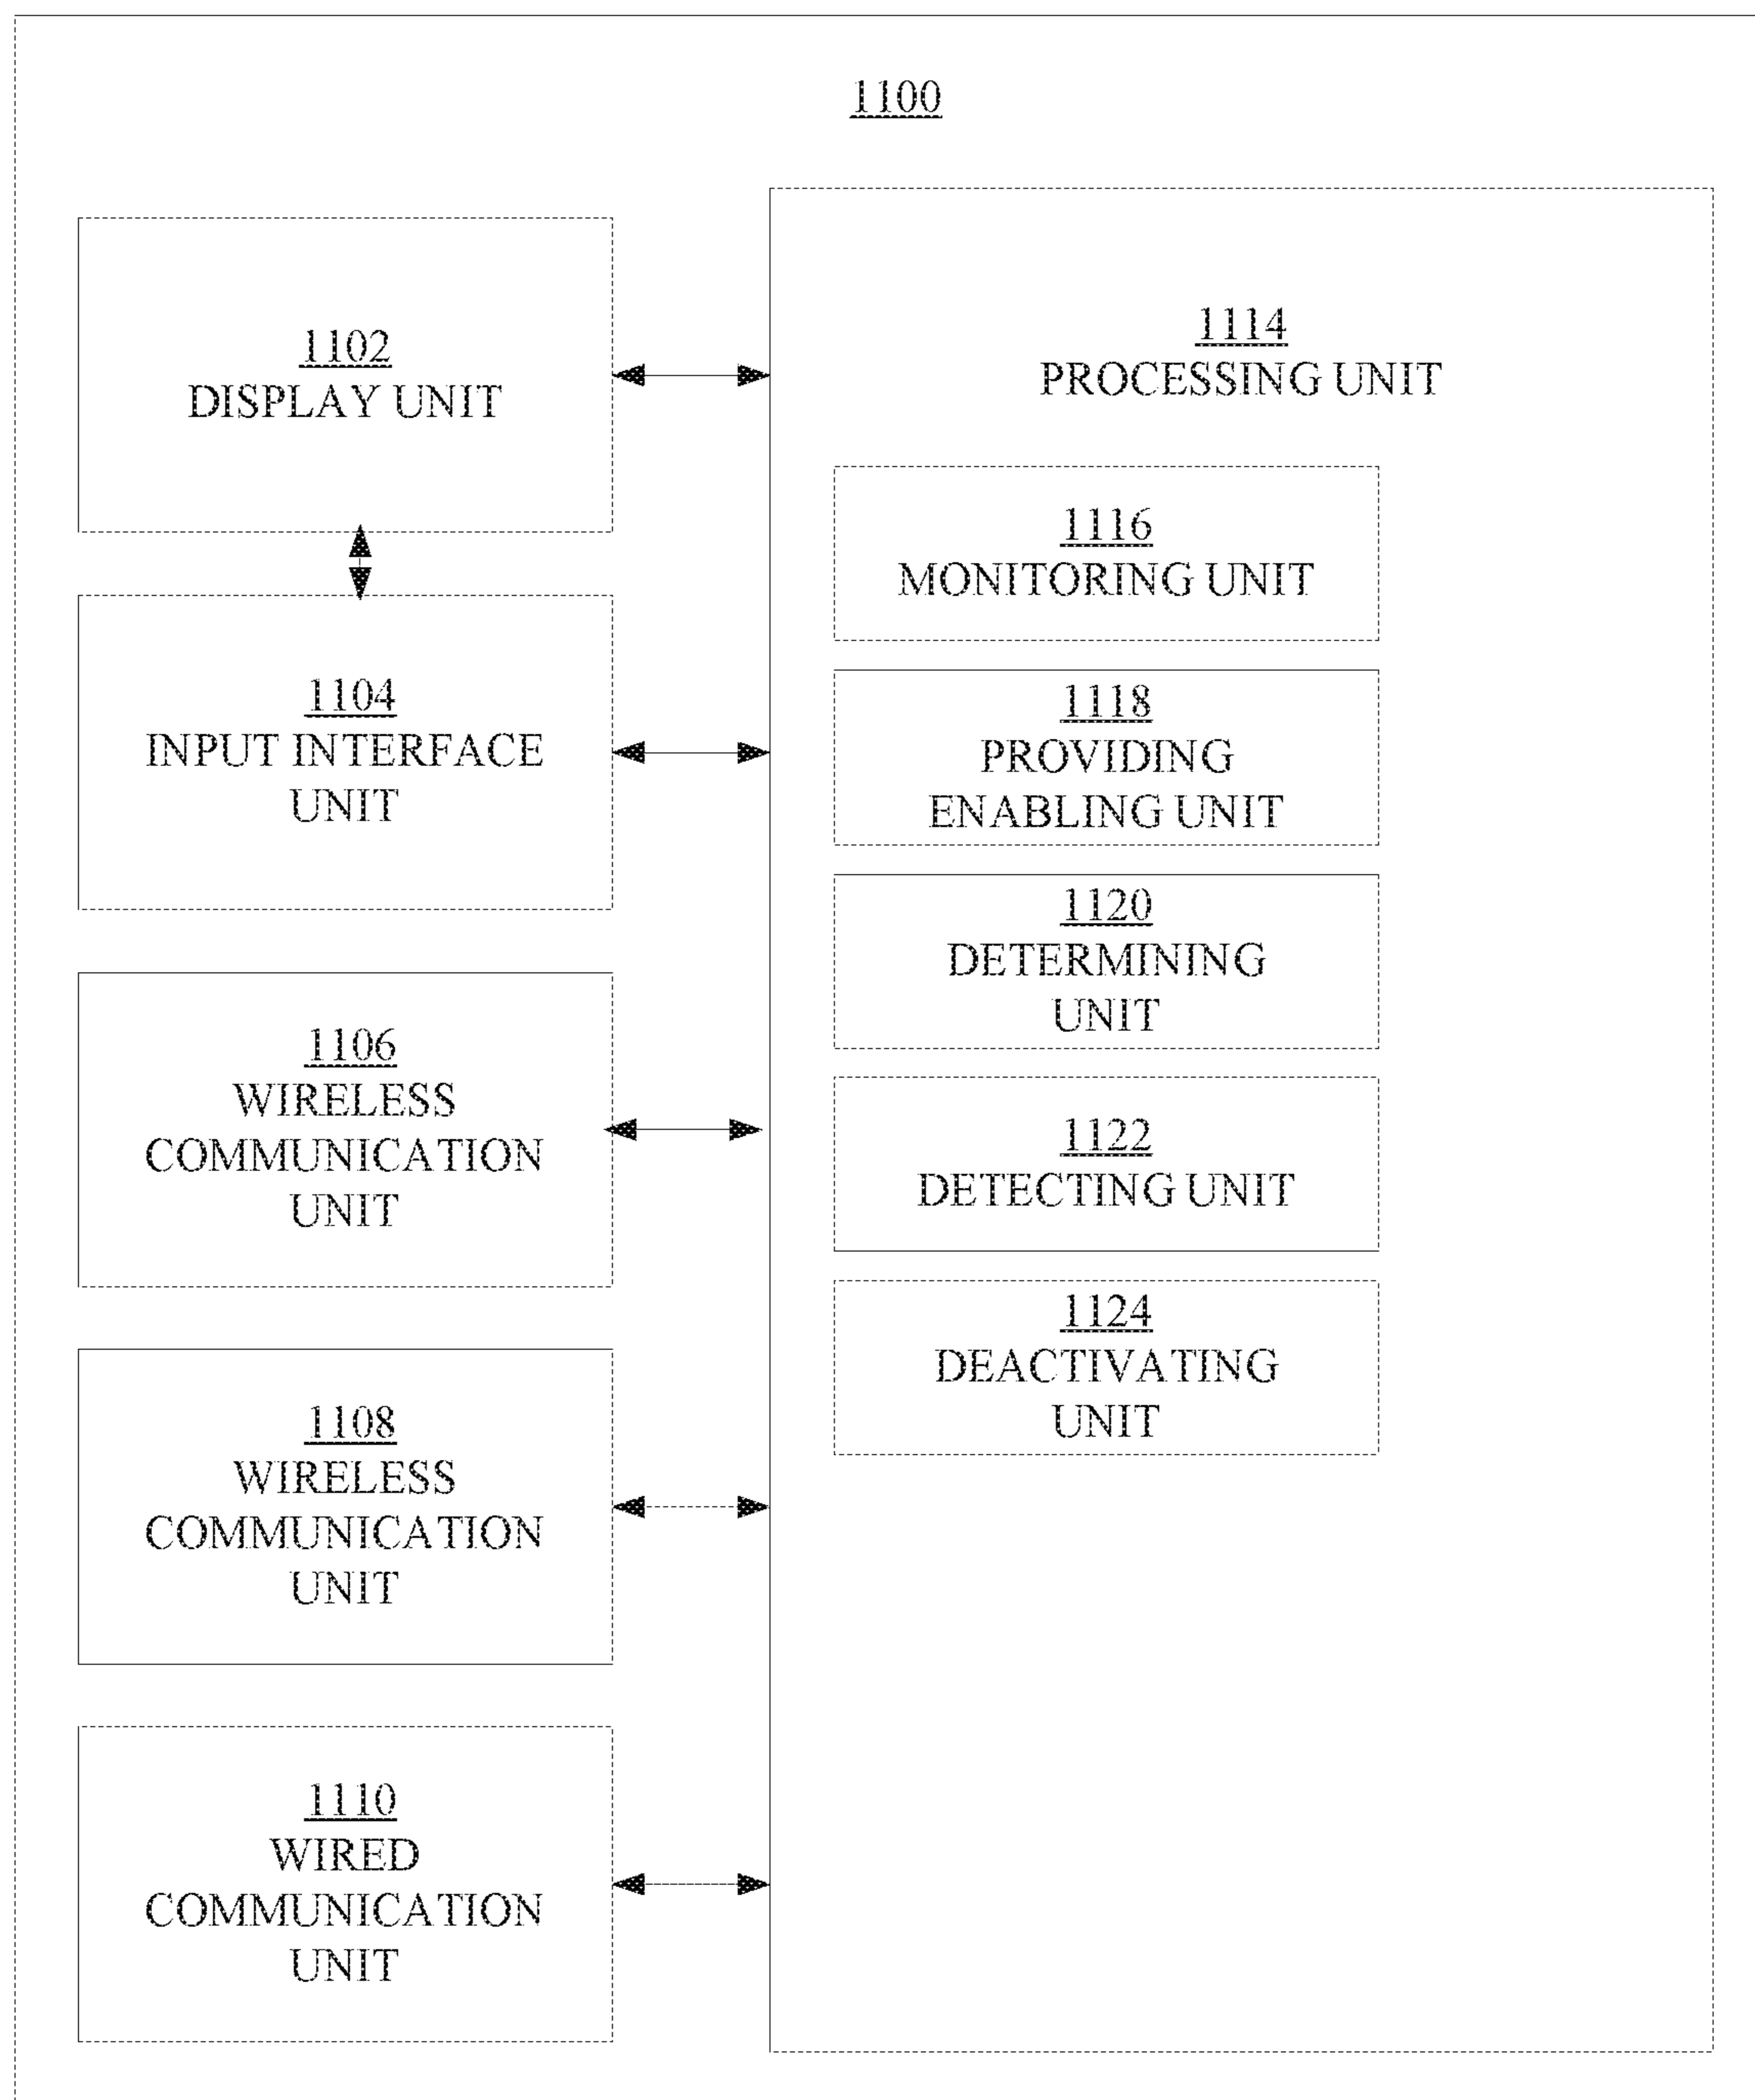 1100
1102
DISPLAY UNIT
1104
INPUT INTERFACE
UNIT
1106
WIRELESS
COMMUNICATION
UNIT
1108
WIRELESS
COMMUNICATION
UNIT
1110
WIRED
COMMUNICATION
UNIT
1114
PROCESSING UNIT
1116
MONITORING UNIT
1118
PROVIDING
ENABLING UNIT
1120
DETERMINING
UNIT
1122
DETECTING UNIT
1124
DEACTIVATING
UNIT